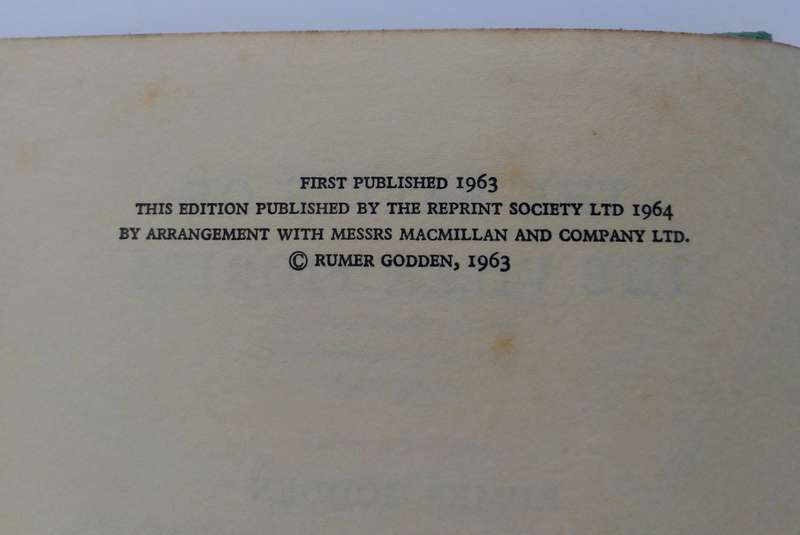 FIRST PUBLISHED 1963
THIS EDITION PUBLISHED BY THE REPRINT SOCIETY LTD 1964
BY ARRANGEMENT WITH MESSRS MACMILLAN AND COMPANY LTD.
© RUMER GODDEN, 1963